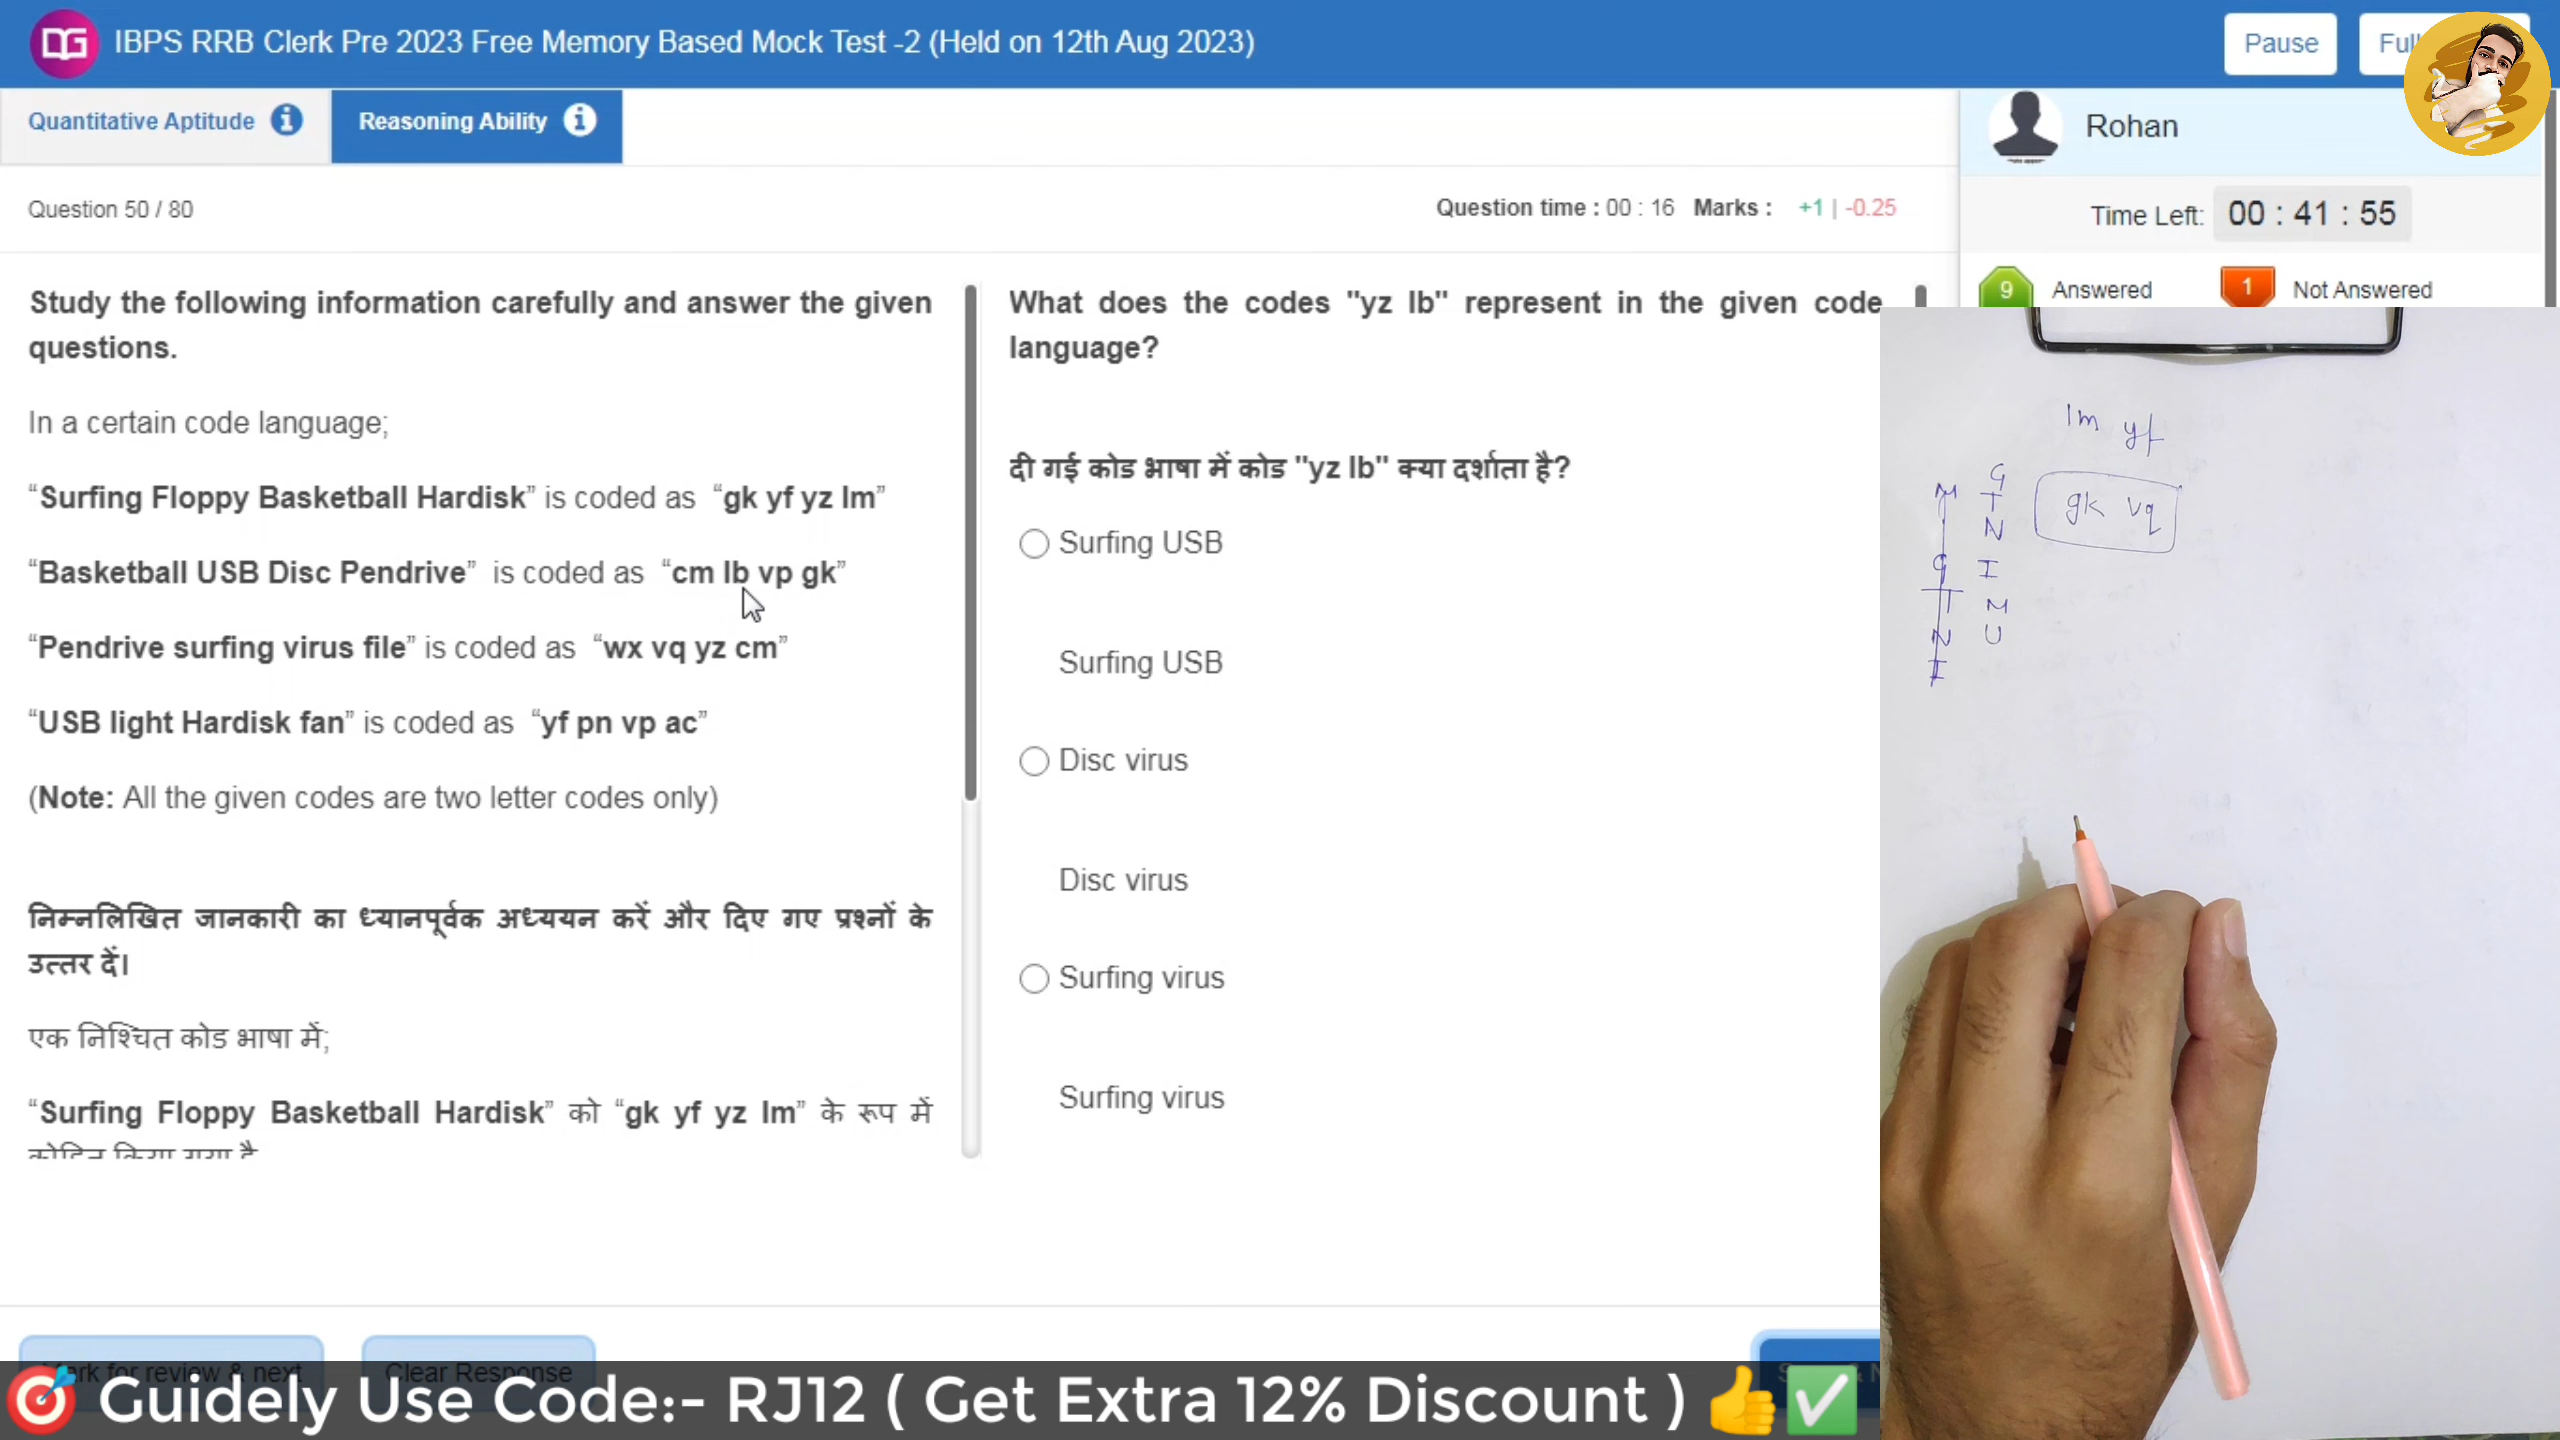 IBPS RRB Clerk Pre 2023 Free Memory Based Mock Test -2 (Held on 12th Aug 2023)
Pause
Quantitative Aptitude
Reasoning Ability
Rohan
Question 50 / 80
Question time : 00 : 16 Marks : +1 | -0.25
Time Left: 00 : 41 : 55
9 Answered
1 Not Answered
Study the following information carefully and answer the given
questions.
In a certain code language;
“Surfing Floppy Basketball Hardisk” is coded as “gk yf yz lm”
“Basketball USB Disc Pendrive” is coded as “cm lb vp gk”
“Pendrive surfing virus file” is coded as “wx vq yz cm”
“USB light Hardisk fan” is coded as “yf pn vp ac”
(Note: All the given codes are two letter codes only)
निम्नलिखित जानकारी का ध्यानपूर्वक अध्ययन करें और दिए गए प्रश्नों के
उत्तर दें।
एक निश्चित कोड भाषा में;
“Surfing Floppy Basketball Hardisk” को “gk yf yz lm” के रूप में
कोदित किया गया है
What does the codes "yz lb" represent in the given code
language?
दी गई कोड भाषा में कोड "yz lb" क्या दर्शाता है?
Surfing USB
Surfing USB
Disc virus
Disc virus
Surfing virus
Surfing virus
lm yf
gk vq
M
G
T
N
I
G
T
N
I
M
U
Mark for review & next
Clear Response
Guidely Use Code:- RJ12 ( Get Extra 12% Discount )